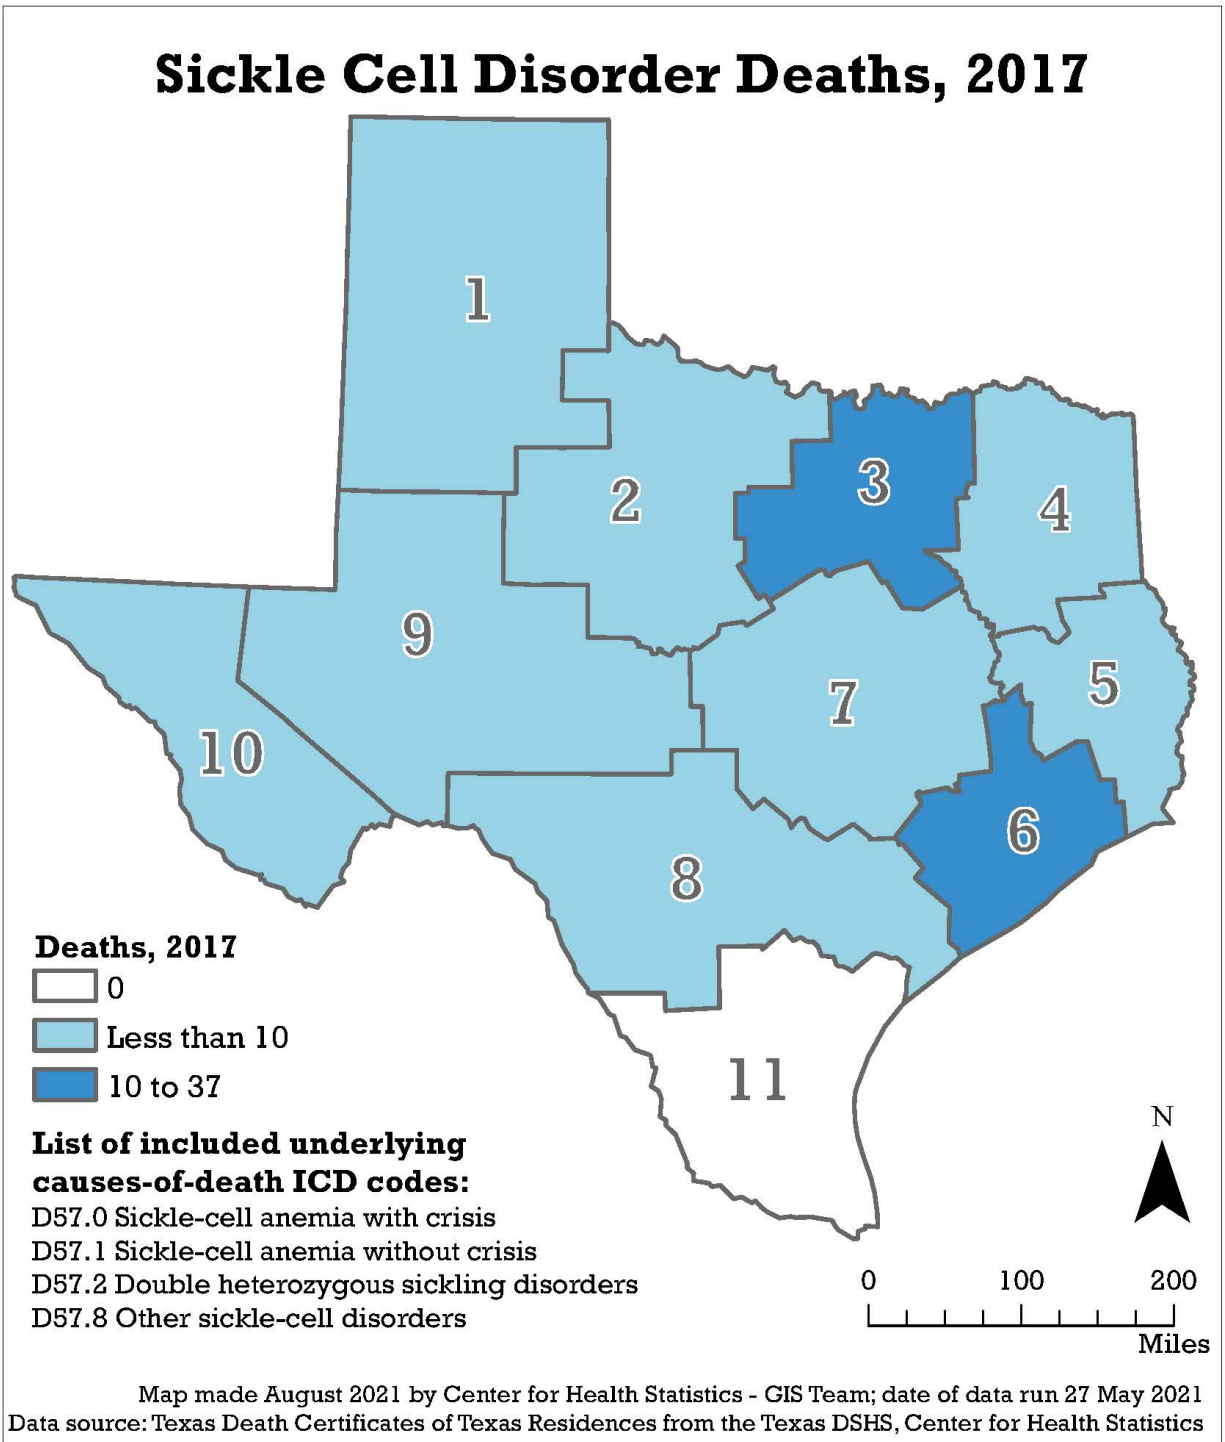 Sickle Cell Disorder Deaths, 2017
1
2
3
4
5
6
7
8
9
10
11
Deaths, 2017
0
Less than 10
10 to 37
List of included underlying
causes-of-death ICD codes:
D57.0 Sickle-cell anemia with crisis
D57.1 Sickle-cell anemia without crisis
D57.2 Double heterozygous sickling disorders
D57.8 Other sickle-cell disorders
N
0 100 200
Miles
Map made August 2021 by Center for Health Statistics - GIS Team; date of data run 27 May 2021
Data source: Texas Death Certificates of Texas Residences from the Texas DSHS, Center for Health Statistics